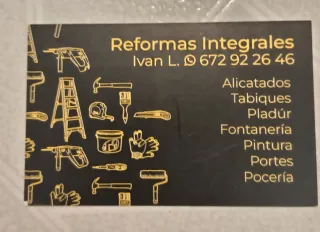 Reformas Integrales
Ivan L. 672 92 26 46
Alicatados
Tabiques
Pladúr
Fontanería
Pintura
Portes
Pocería